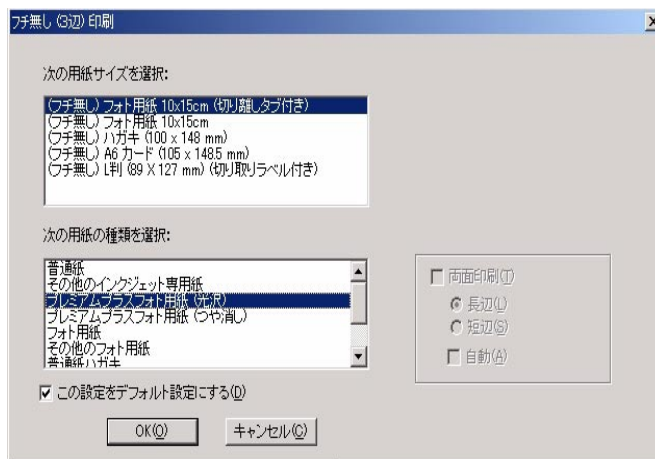 フチ無し (3辺) 印刷
次の用紙サイズを選択:
(フチ無し) フォト用紙 10x15cm (切り離しタブ付き)
(フチ無し) フォト用紙 10x15cm
(フチ無し) ハガキ (100 x 148 mm)
(フチ無し) A6 カード (105 x 148.5 mm)
(フチ無し) L判 (89 X 127 mm) (切り取りラベル付き)
次の用紙の種類を選択:
普通紙
その他のインクジェット専用紙
プレミアムプラスフォト用紙 (光沢)
プレミアムプラスフォト用紙 (つや消し)
フォト用紙
その他のフォト用紙
普通紙ハガキ
両面印刷(T)
長辺(L)
短辺(S)
自動(A)
この設定をデフォルト設定にする(D)
OK(O) キャンセル(C)